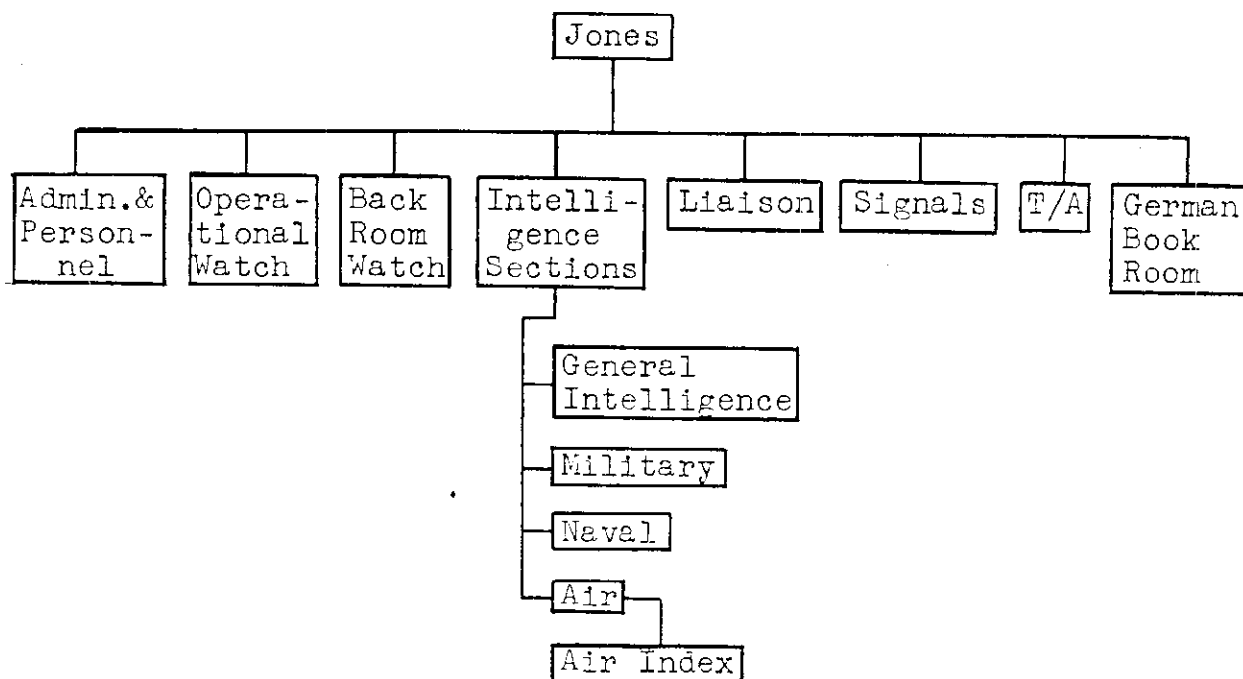 Jones
Admin.&
Person-
nel
Opera-
tional
Watch
Back
Room
Watch
Intelli-
gence
Sections
Liaison
Signals
T/A
German
Book
Room
General
Intelligence
Military
Naval
Air
Air Index